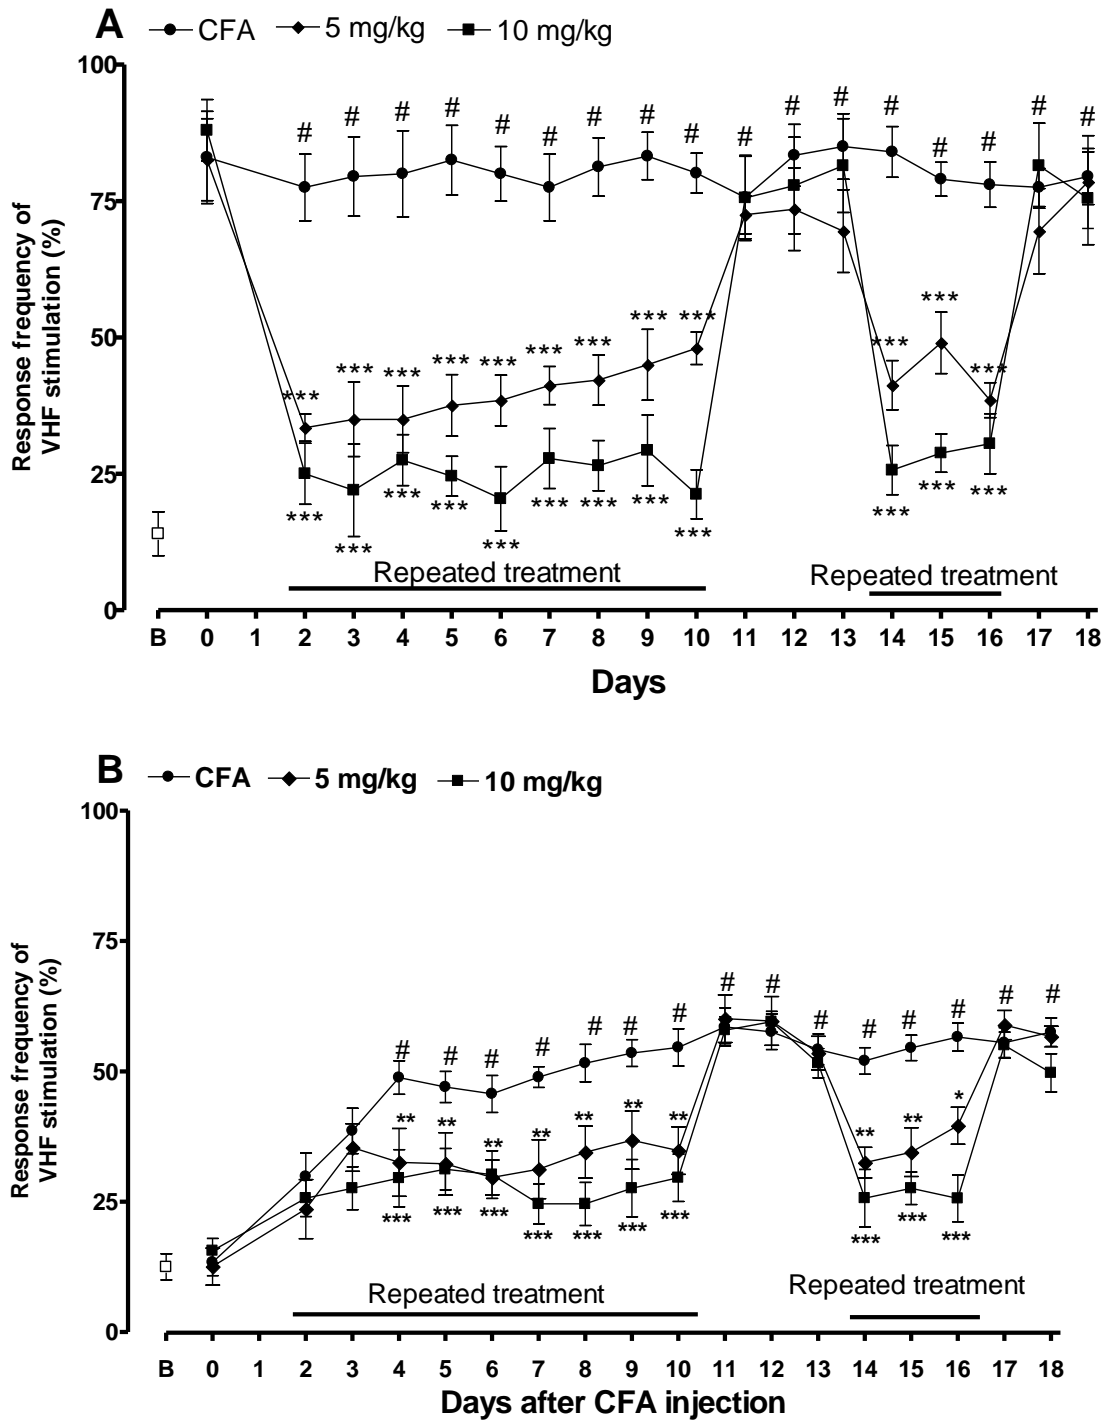 A CFA 5 mg/kg 10 mg/kg
100
75
50
25
0
Response frequency of
VHF stimulation (%)
# # # # # # # # # # # # # # # # #
*** *** *** *** *** *** *** *** *** *** *** ***
*** *** *** *** *** *** *** *** *** *** *** ***
Repeated treatment Repeated treatment
B 0 1 2 3 4 5 6 7 8 9 10 11 12 13 14 15 16 17 18
Days
B CFA 5 mg/kg 10 mg/kg
100
75
50
25
0
Response frequency of
VHF stimulation (%)
# # # # # # # # # # # # # # #
** ** ** ** ** ** ** ** ** *
*** *** *** *** *** *** *** *** *** ***
Repeated treatment Repeated treatment
B 0 1 2 3 4 5 6 7 8 9 10 11 12 13 14 15 16 17 18
Days after CFA injection